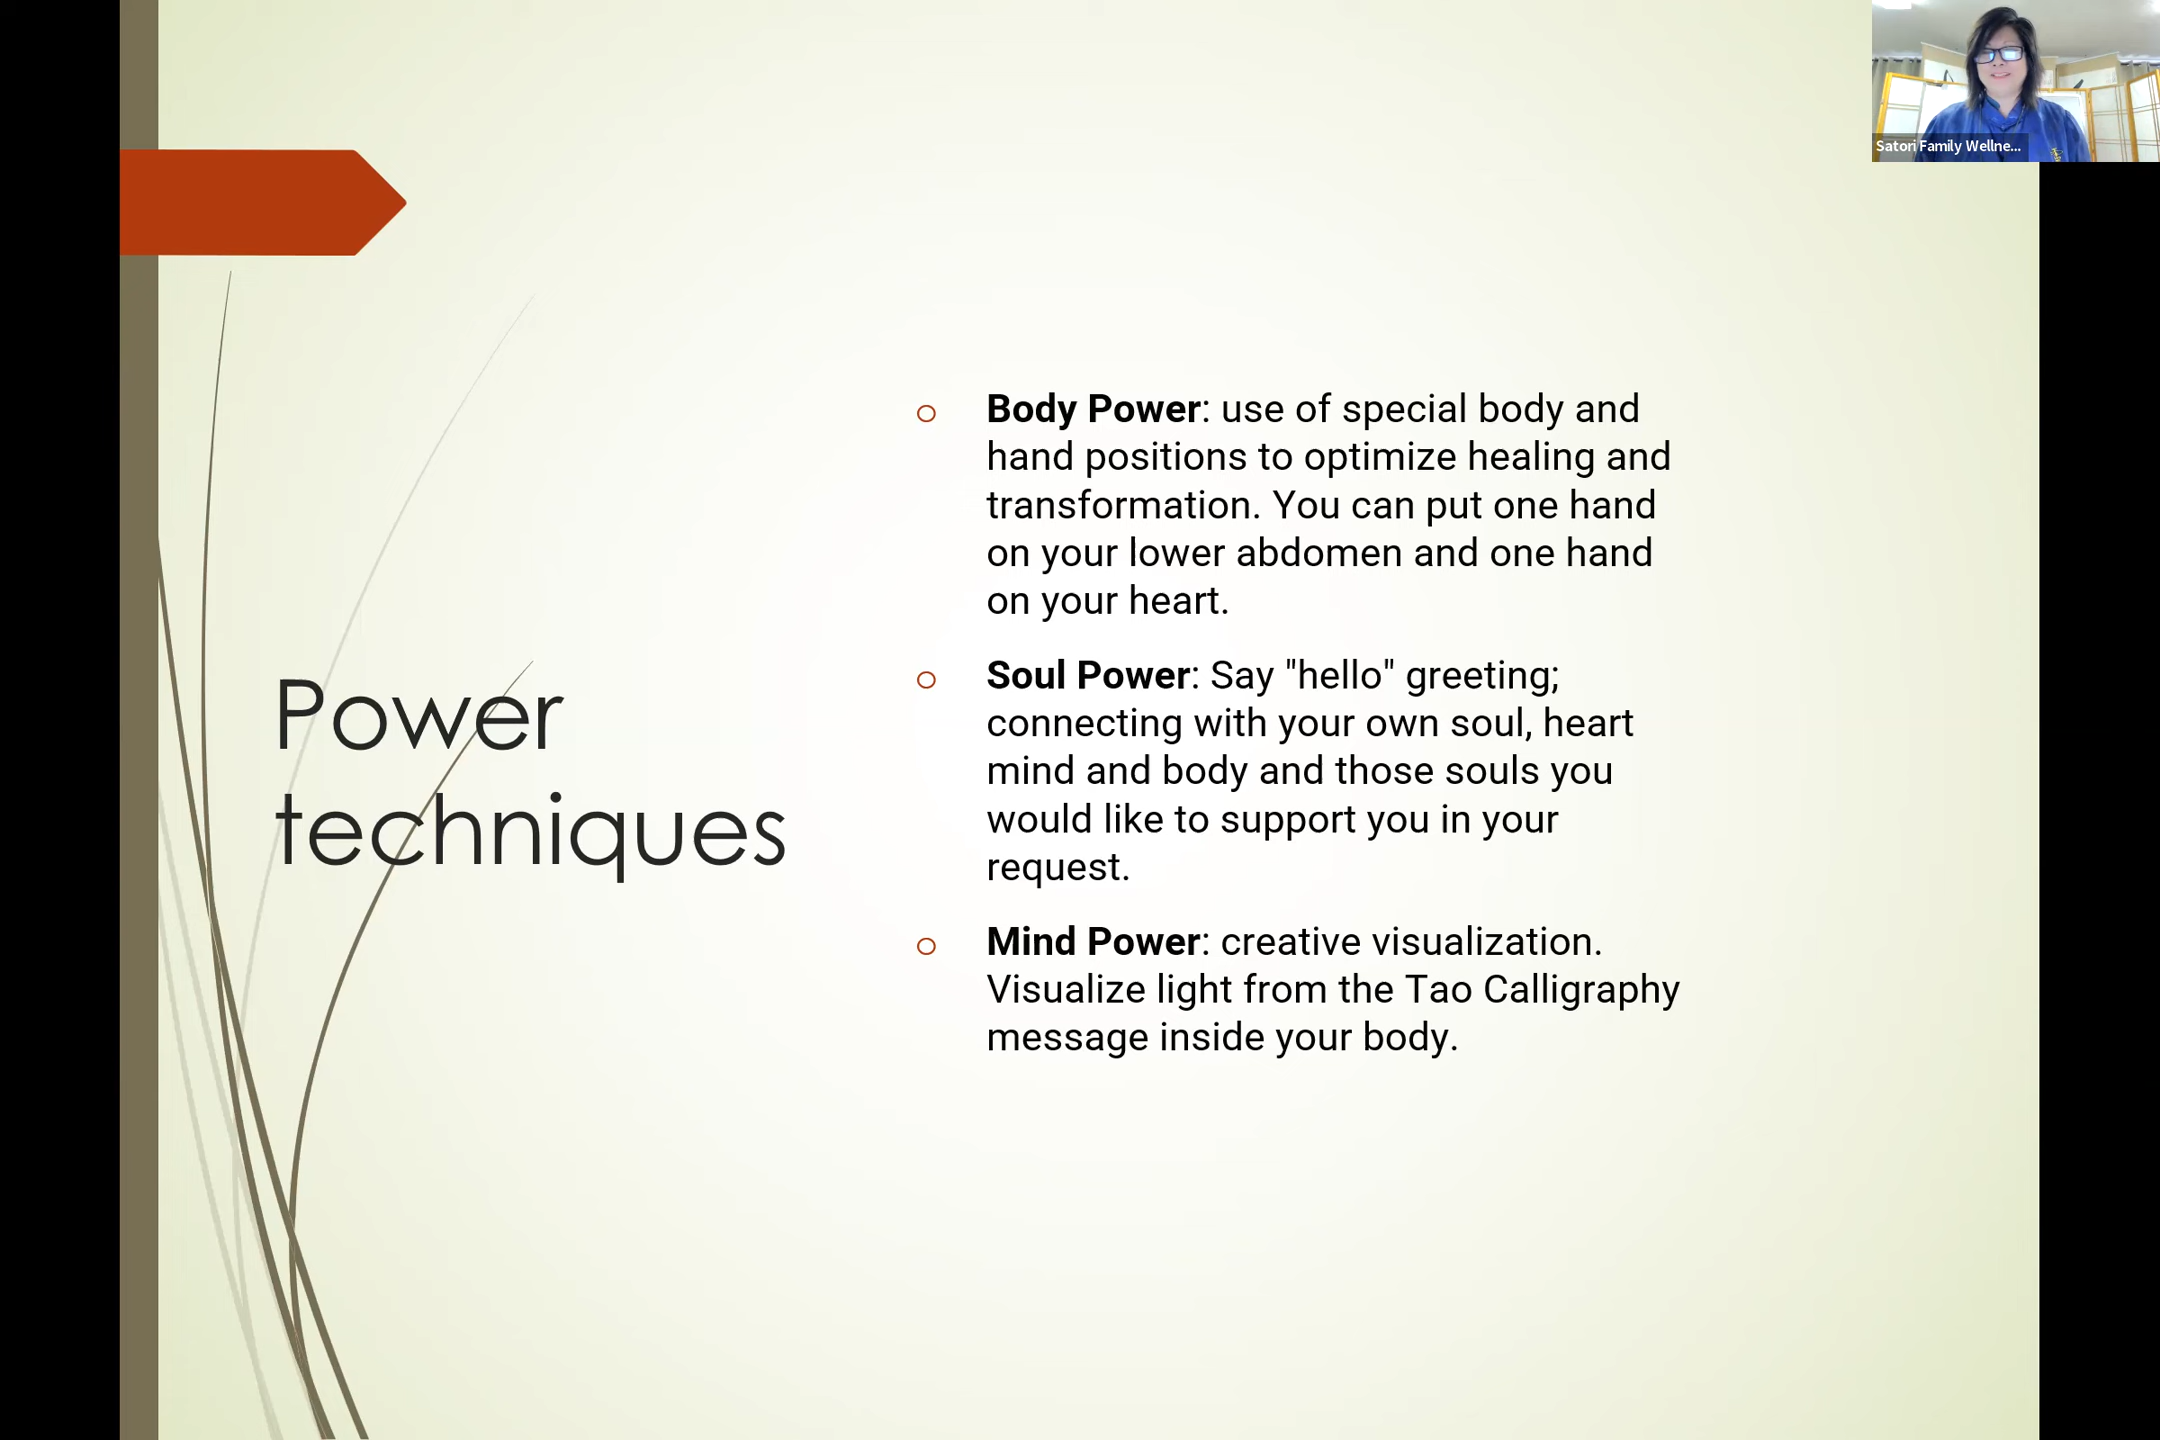 Satori Family Wellne...
Power
techniques
Body Power: use of special body and
hand positions to optimize healing and
transformation. You can put one hand
on your lower abdomen and one hand
on your heart.
Soul Power: Say "hello" greeting;
connecting with your own soul, heart
mind and body and those souls you
would like to support you in your
request.
Mind Power: creative visualization.
Visualize light from the Tao Calligraphy
message inside your body.